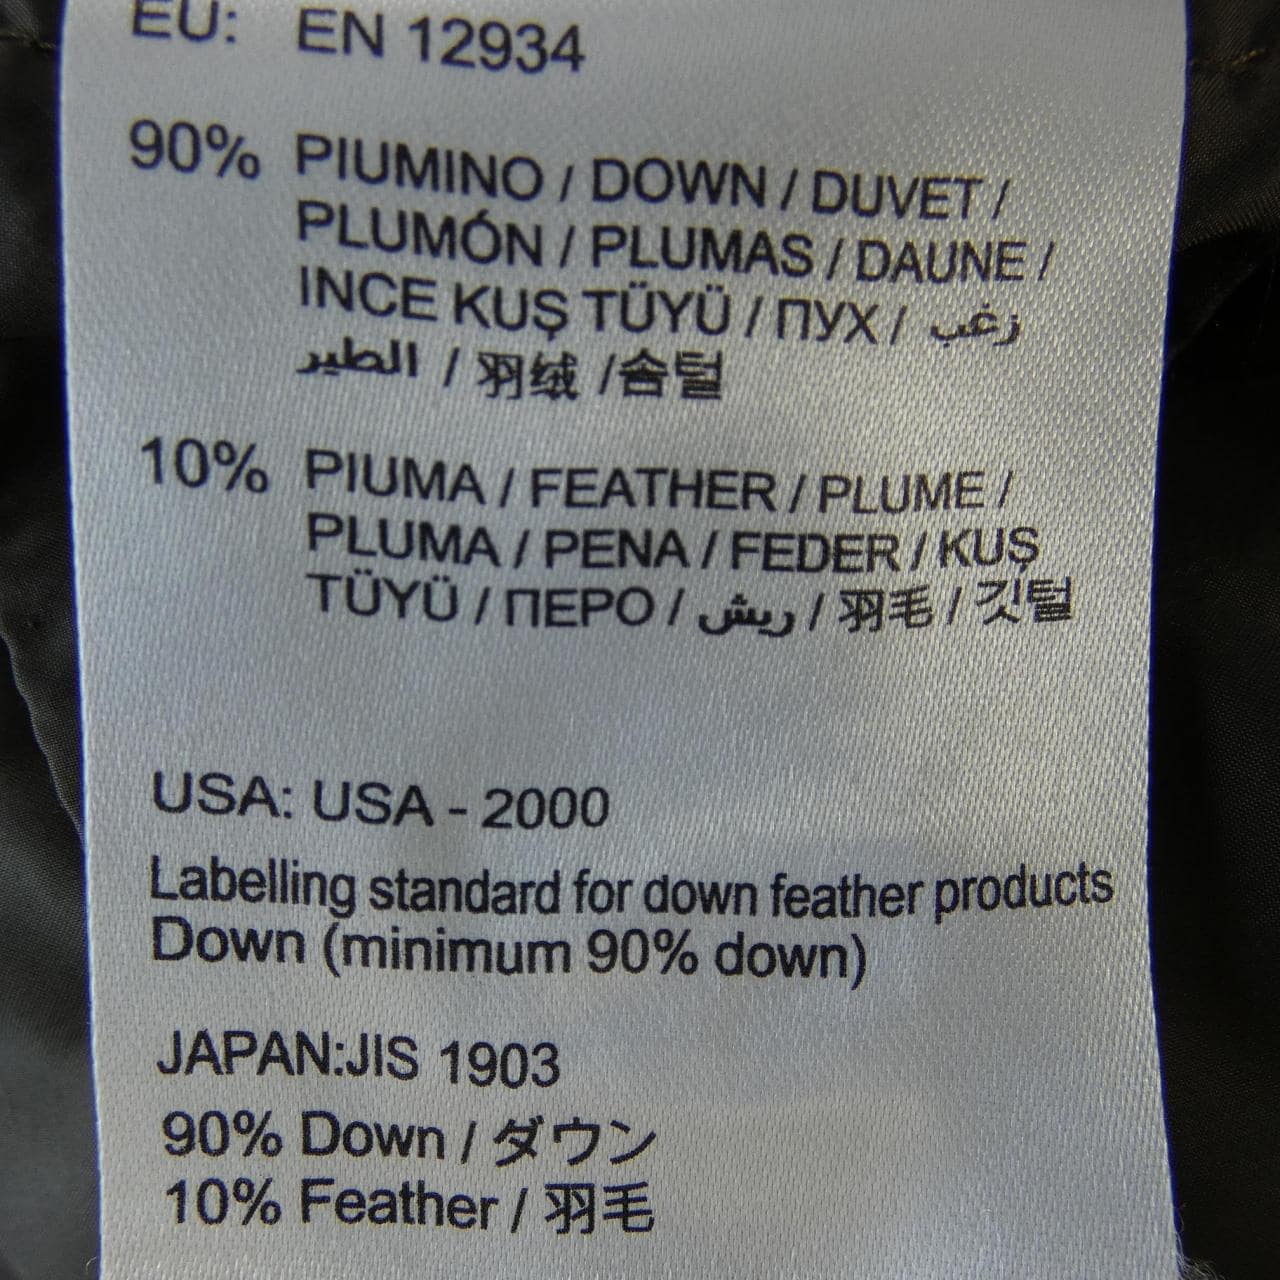 EU: EN 12934
90% PIUMINO / DOWN / DUVET /
PLUMÓN / PLUMAS / DAUNE /
INCE KUŞ TÜYÜ / ПУХ / زغب
الطير / 羽绒 /솜털
10% PIUMA / FEATHER / PLUME /
PLUMA / PENA / FEDER / KUŞ
TÜYÜ / ПЕРО / ريش / 羽毛 / 깃털
USA: USA - 2000
Labelling standard for down feather products
Down (minimum 90% down)
JAPAN:JIS 1903
90% Down / ダウン
10% Feather / 羽毛